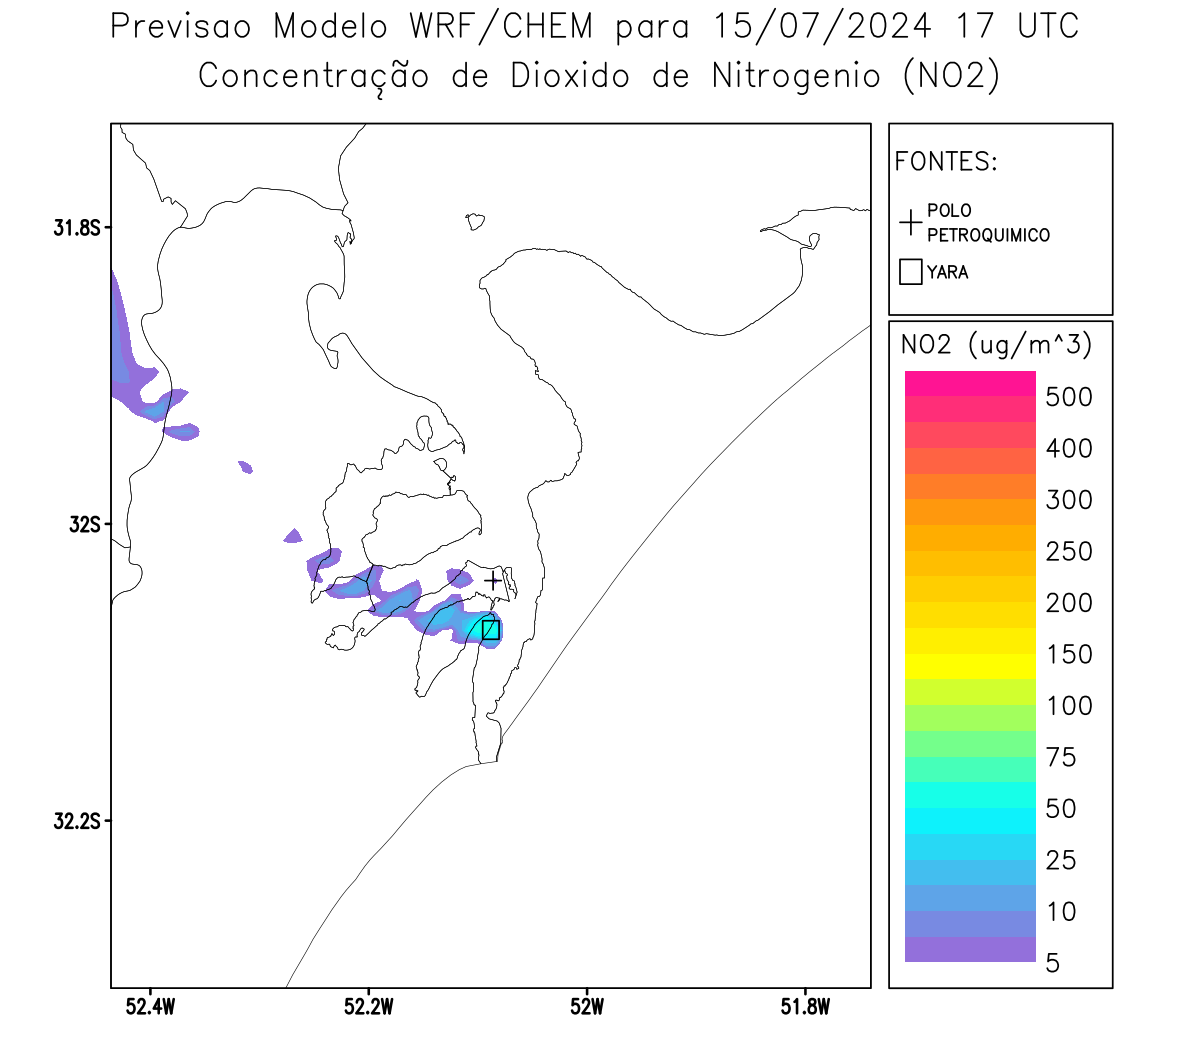 Previsao Modelo WRF/CHEM para 15/07/2024 17 UTC
Concentração de Dioxido de Nitrogenio (NO2)
FONTES:
POLO
PETROQUIMICO
YARA
NO2 (ug/m^3)
500
400
300
250
200
150
100
75
50
25
10
5
31.8S
32S
32.2S
52.4W
52.2W
52W
51.8W